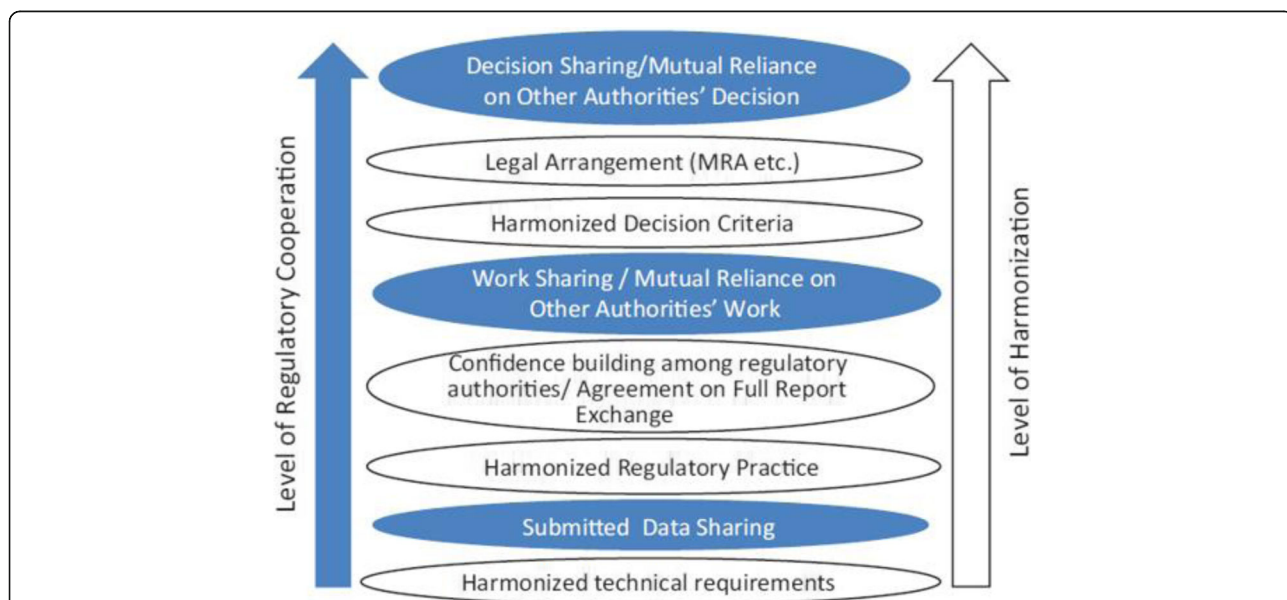 Level of Regulatory Cooperation
Decision Sharing/Mutual Reliance
on Other Authorities' Decision
Legal Arrangement (MRA etc.)
Harmonized Decision Criteria
Work Sharing / Mutual Reliance on
Other Authorities' Work
Confidence building among regulatory
authorities/ Agreement on Full Report
Exchange
Harmonized Regulatory Practice
Submitted Data Sharing
Harmonized technical requirements
Level of Harmonization